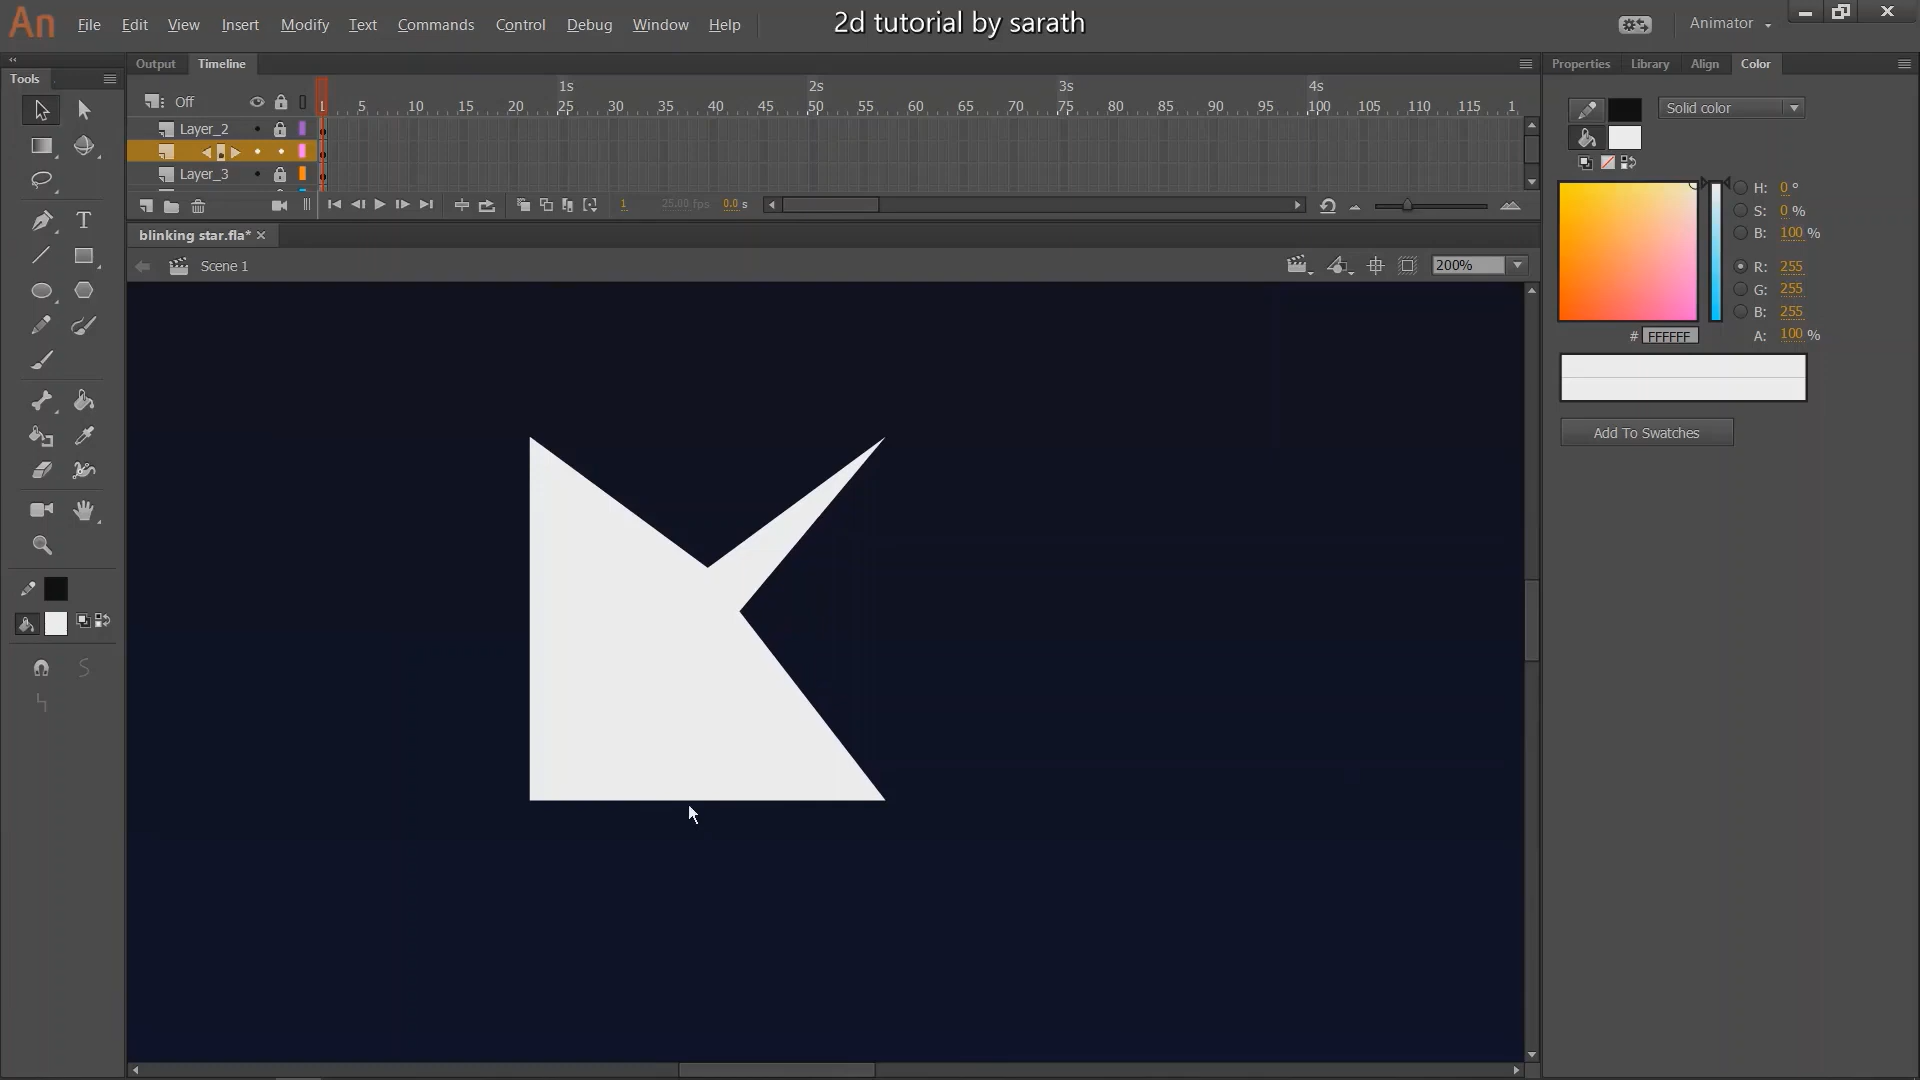 2d tutorial by sarath
An File Edit View Insert Modify Text Commands Control Debug Window Help Animator
Tools
Output Timeline
Properties Library Align Color
1s 2s 3s 4s
Off 1 5 10 15 20 25 30 35 40 45 50 55 60 65 70 75 80 85 90 95 100 105 110 115 1
Layer_2
Layer_3
1 25.00 fps 0.0 s
blinking star.fla*
Scene 1
200%
Solid color
H: 0 °
S: 0 %
B: 100 %
R: 255
G: 255
B: 255
# FFFFFF A: 100 %
Add To Swatches